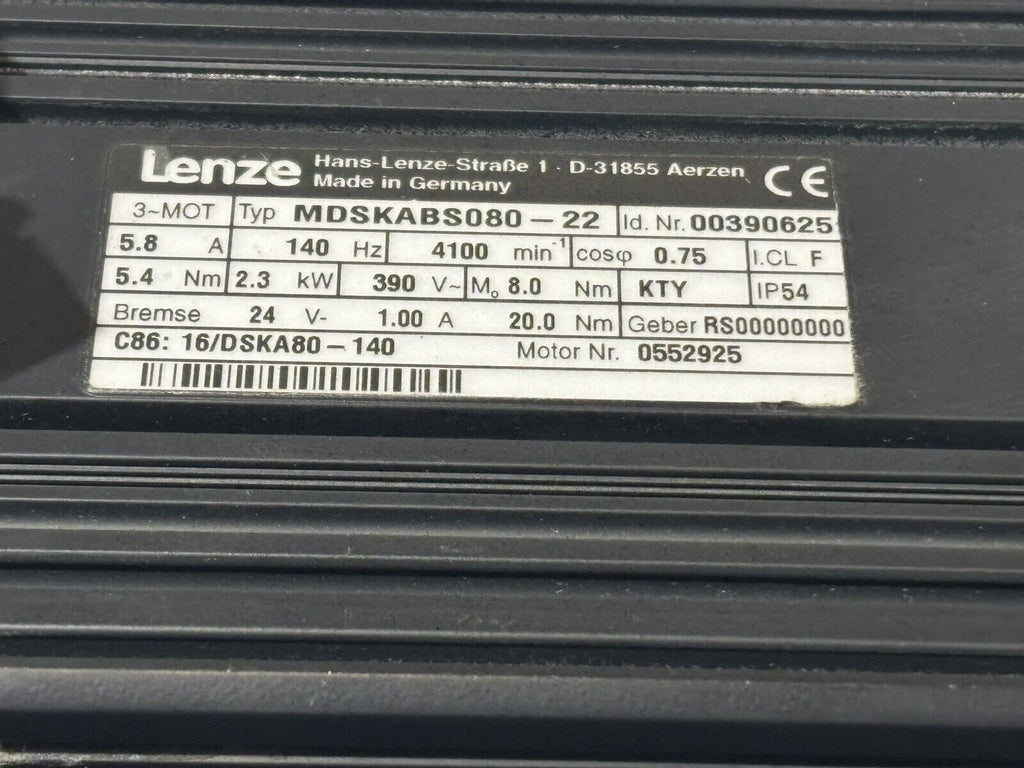 Lenze Hans-Lenze-Straße 1 · D-31855 Aerzen CE
Made in Germany
3~MOT Typ MDSKABS080-22 Id. Nr. 00390625
5.8 A 140 Hz 4100 min⁻¹ cosφ 0.75 I.CL F
5.4 Nm 2.3 kW 390 V~ M₀ 8.0 Nm KTY IP54
Bremse 24 V- 1.00 A 20.0 Nm Geber RS00000000
C86: 16/DSKA80-140 Motor Nr. 0552925